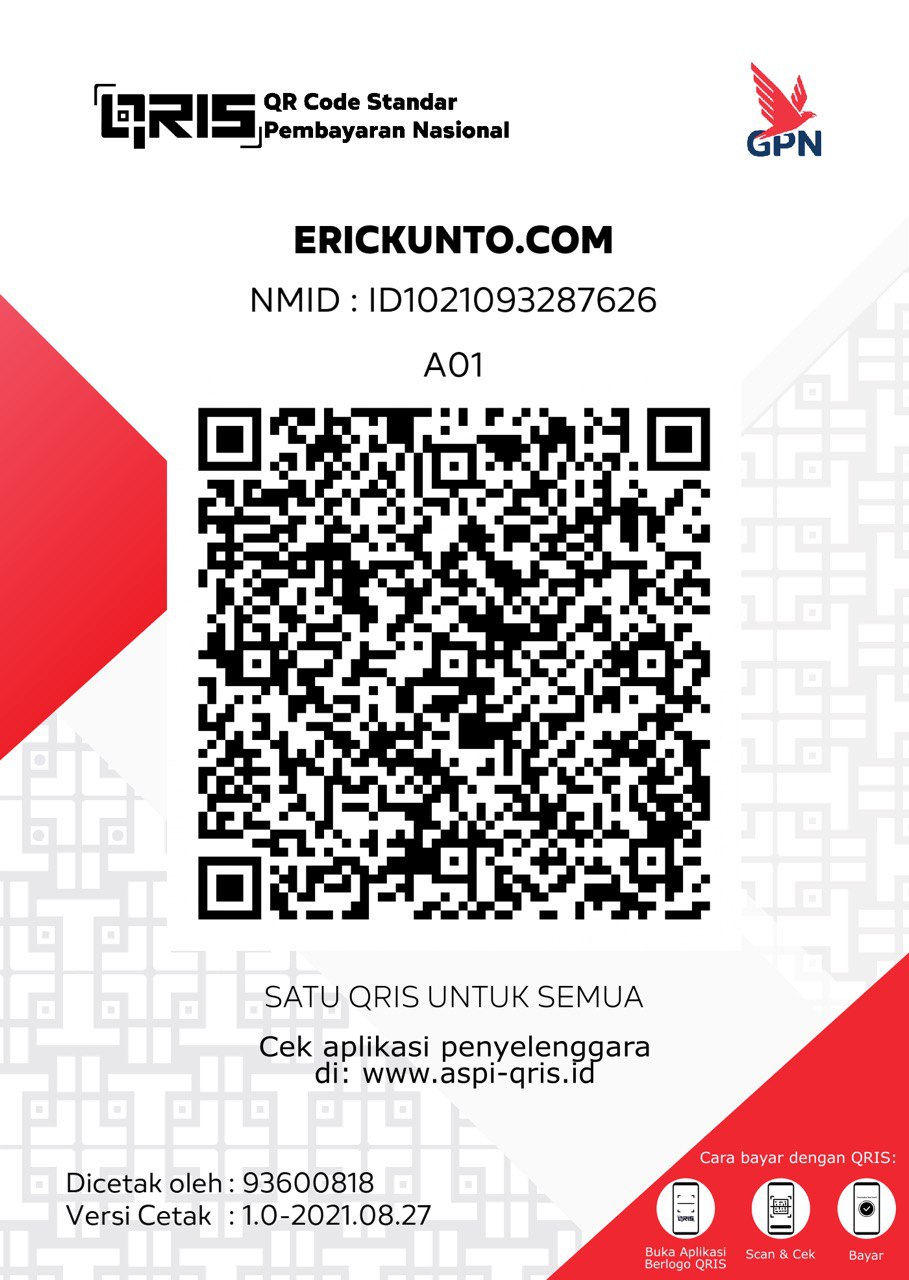 QRIS QR Code Standar
Pembayaran Nasional
GPN
ERICKUNTO.COM
NMID : ID1021093287626
A01
SATU QRIS UNTUK SEMUA
Cek aplikasi penyelenggara
di: www.aspi-qris.id
Dicetak oleh : 93600818
Versi Cetak : 1.0-2021.08.27
Cara bayar dengan QRIS:
QRIS
Buka Aplikasi
Berlogo QRIS
Scan & Cek
Bayar